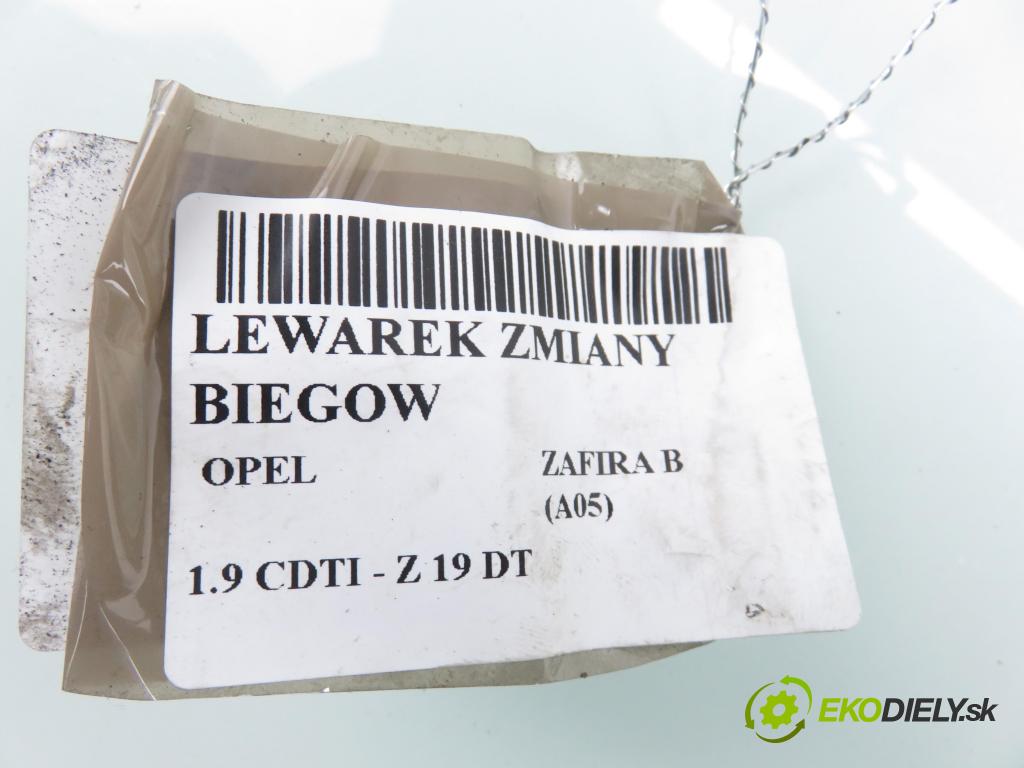 LEWAREK ZMIANY
BIEGOW
OPEL ZAFIRA B
(A05)
1.9 CDTI - Z 19 DT
EKODIELY.sk